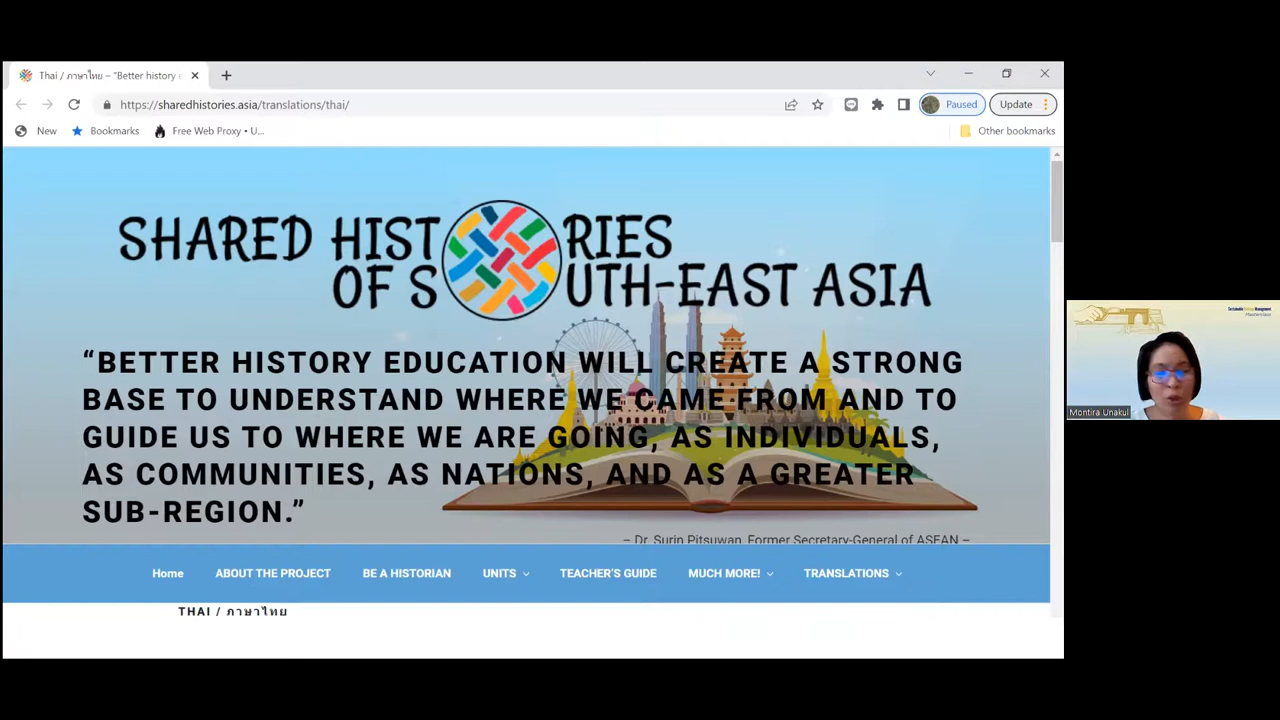 Thai / ภาษาไทย – "Better history
https://sharedhistories.asia/translations/thai/
Paused
Update
New
Bookmarks
Free Web Proxy • U...
Other bookmarks
SHARED HISTORIES
OF SOUTH-EAST ASIA
“BETTER HISTORY EDUCATION WILL CREATE A STRONG
BASE TO UNDERSTAND WHERE WE CAME FROM AND TO
GUIDE US TO WHERE WE ARE GOING, AS INDIVIDUALS,
AS COMMUNITIES, AS NATIONS, AND AS A GREATER
SUB-REGION.”
– Dr. Surin Pitsuwan, Former Secretary-General of ASEAN –
Home
ABOUT THE PROJECT
BE A HISTORIAN
UNITS
TEACHER'S GUIDE
MUCH MORE!
TRANSLATIONS
THAI / ภาษาไทย
Masterclass
Montira Unakul